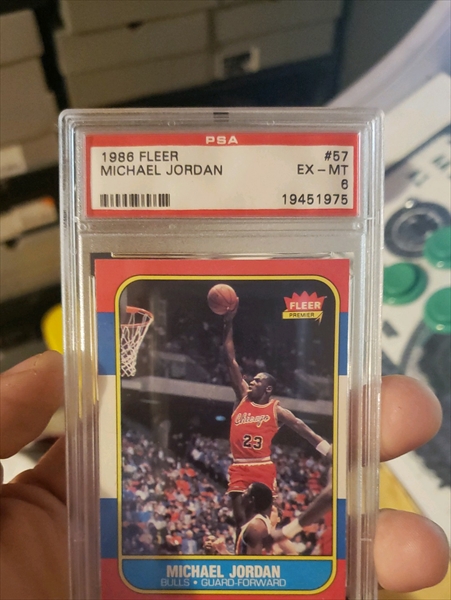 PSA
1986 FLEER #57
MICHAEL JORDAN EX - MT
6
19451975
FLEER
PREMIER
Chicago
23
MICHAEL JORDAN
BULLS • GUARD-FORWARD